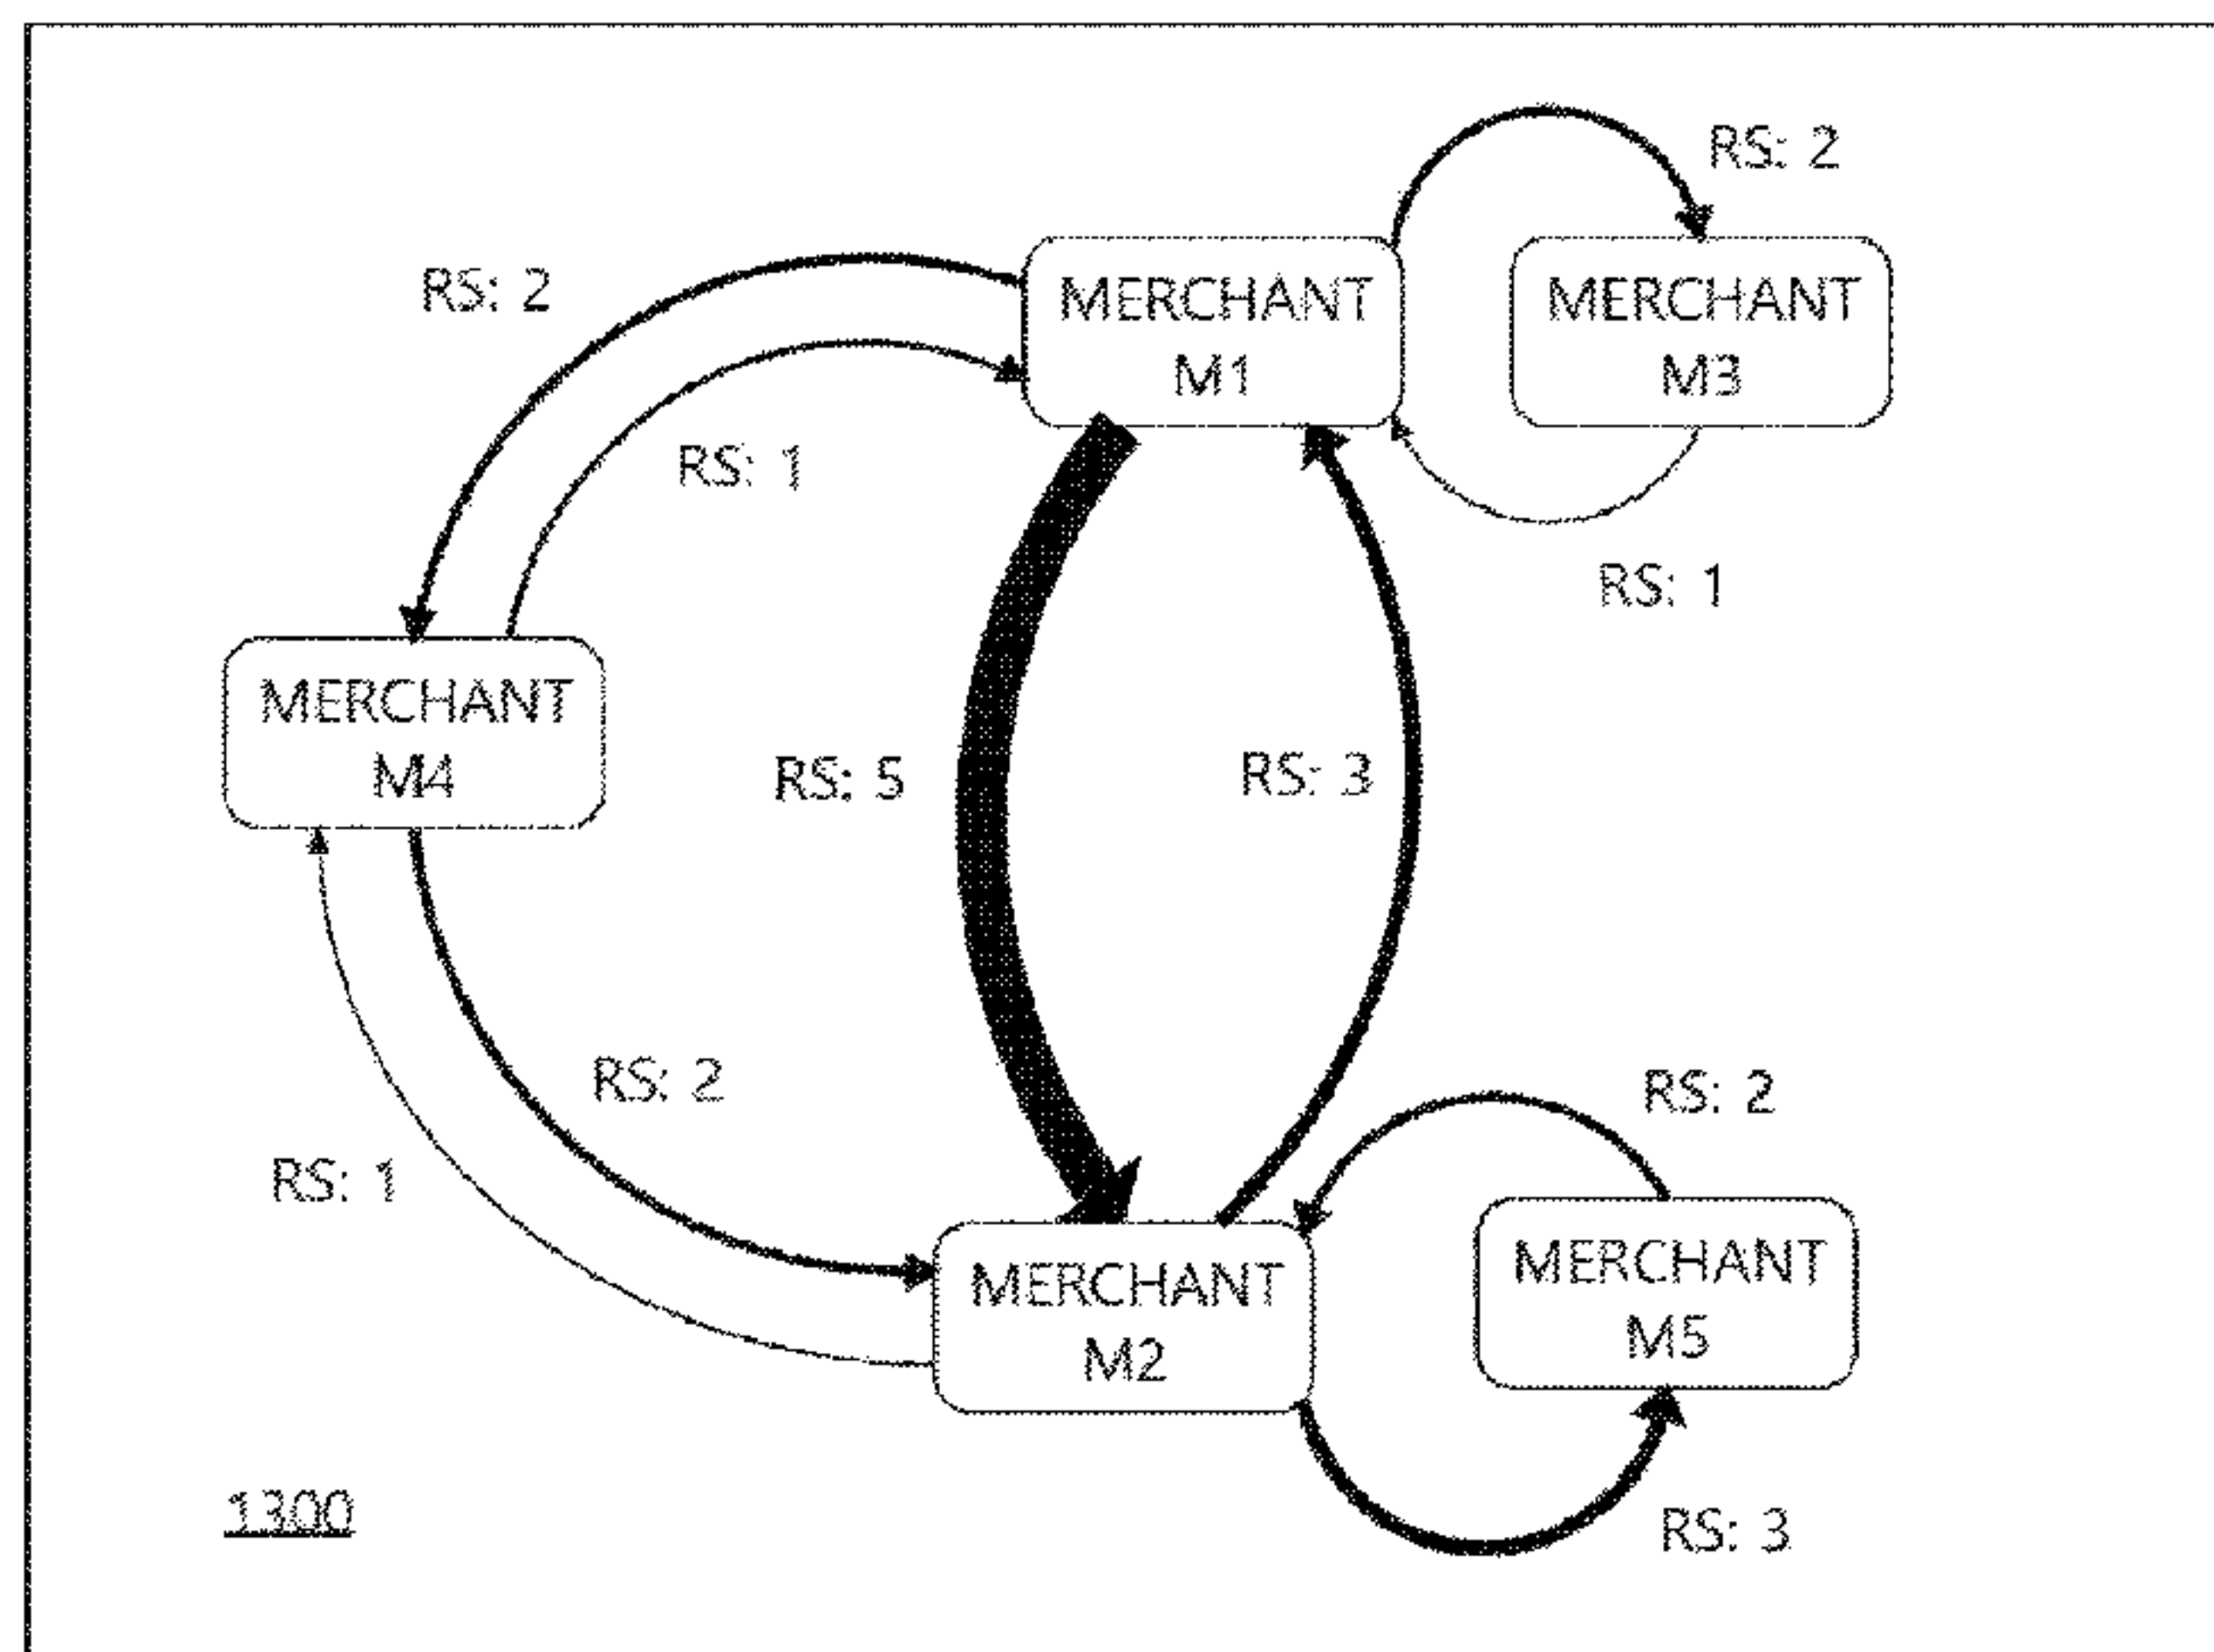 RS: 2
RS: 2
MERCHANT
M1
MERCHANT
M3
RS: 1
RS: 1
MERCHANT
M4
RS: 5
RS: 3
RS: 2
RS: 2
RS: 1
MERCHANT
M2
MERCHANT
M5
1300
RS: 3